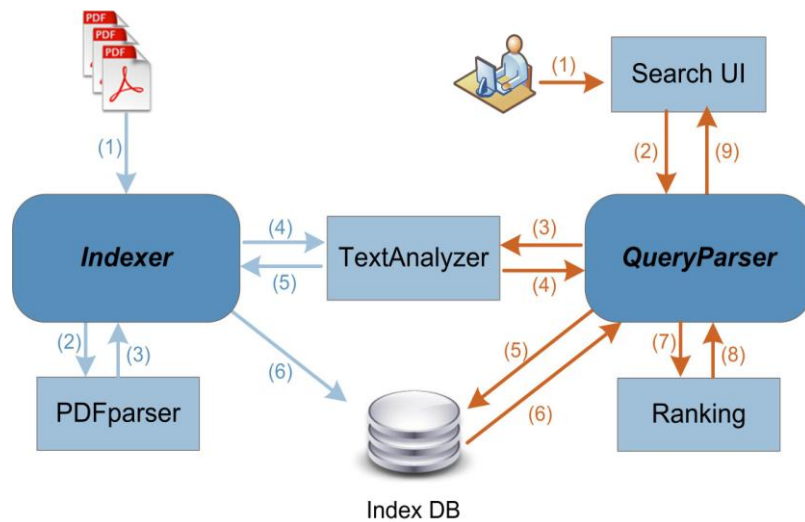 PDF
PDF
PDF
(1)
Search UI
(1)
(2)
(9)
Indexer
(4)
(5)
TextAnalyzer
(3)
(4)
QueryParser
(2)
(3)
(6)
(5)
(6)
(7)
(8)
PDFparser
Ranking
Index DB